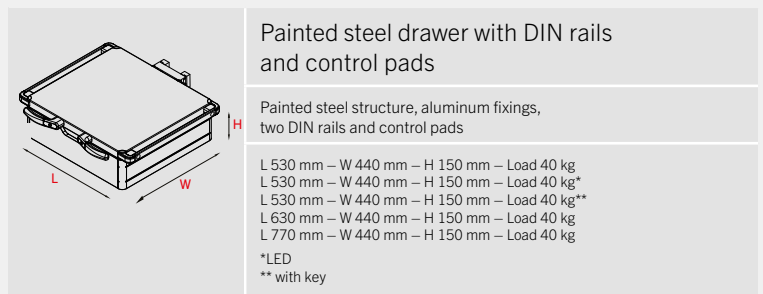 Painted steel drawer with DIN rails
and control pads
Painted steel structure, aluminum fixings,
two DIN rails and control pads
H
L
W
L 530 mm – W 440 mm – H 150 mm – Load 40 kg
L 530 mm – W 440 mm – H 150 mm – Load 40 kg*
L 530 mm – W 440 mm – H 150 mm – Load 40 kg**
L 630 mm – W 440 mm – H 150 mm – Load 40 kg
L 770 mm – W 440 mm – H 150 mm – Load 40 kg
*LED
** with key